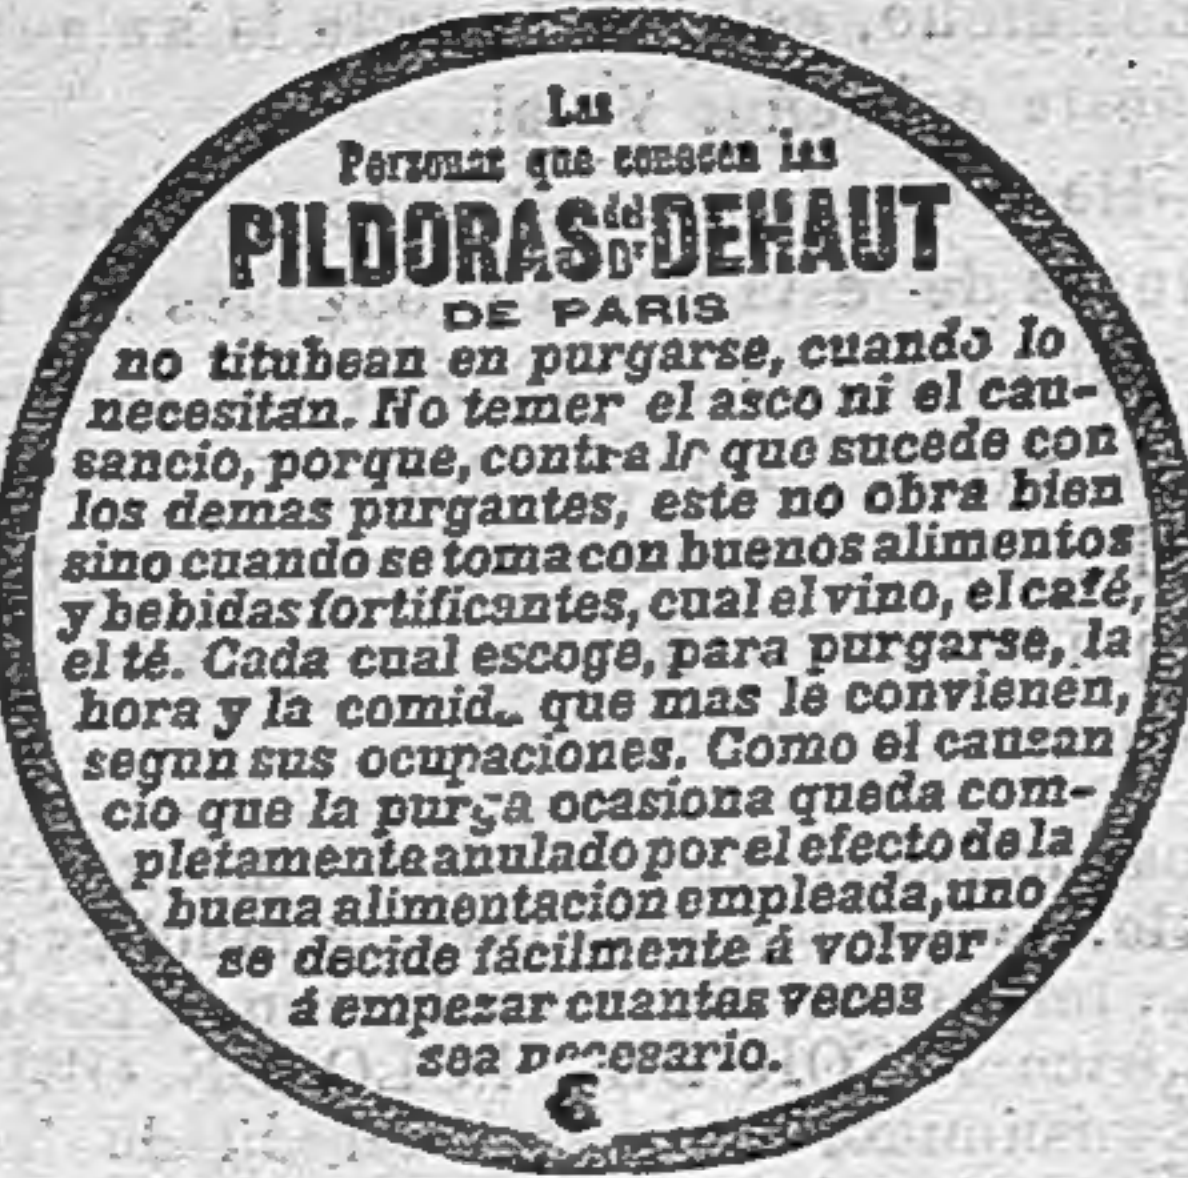 Las
Personas que conocen las
PILDORAS del Dr DEHAUT
DE PARIS
no titubean en purgarse, cuando lo
necesitan. No temer el asco ni el cau-
sancio, porque, contra lo que sucede con
los demas purgantes, este no obra bien
sino cuando se toma con buenos alimentos
y bebidas fortificantes, cual el vino, el café,
el té. Cada cual escoge, para purgarse, la
hora y la comida que mas le convienen,
segun sus ocupaciones. Como el causan
cio que la purga ocasiona queda com-
pletamente anulado por el efecto de la
buena alimentacion empleada, uno
se decide fácilmente á volver
á empezar cuantas veces
sea necesario.